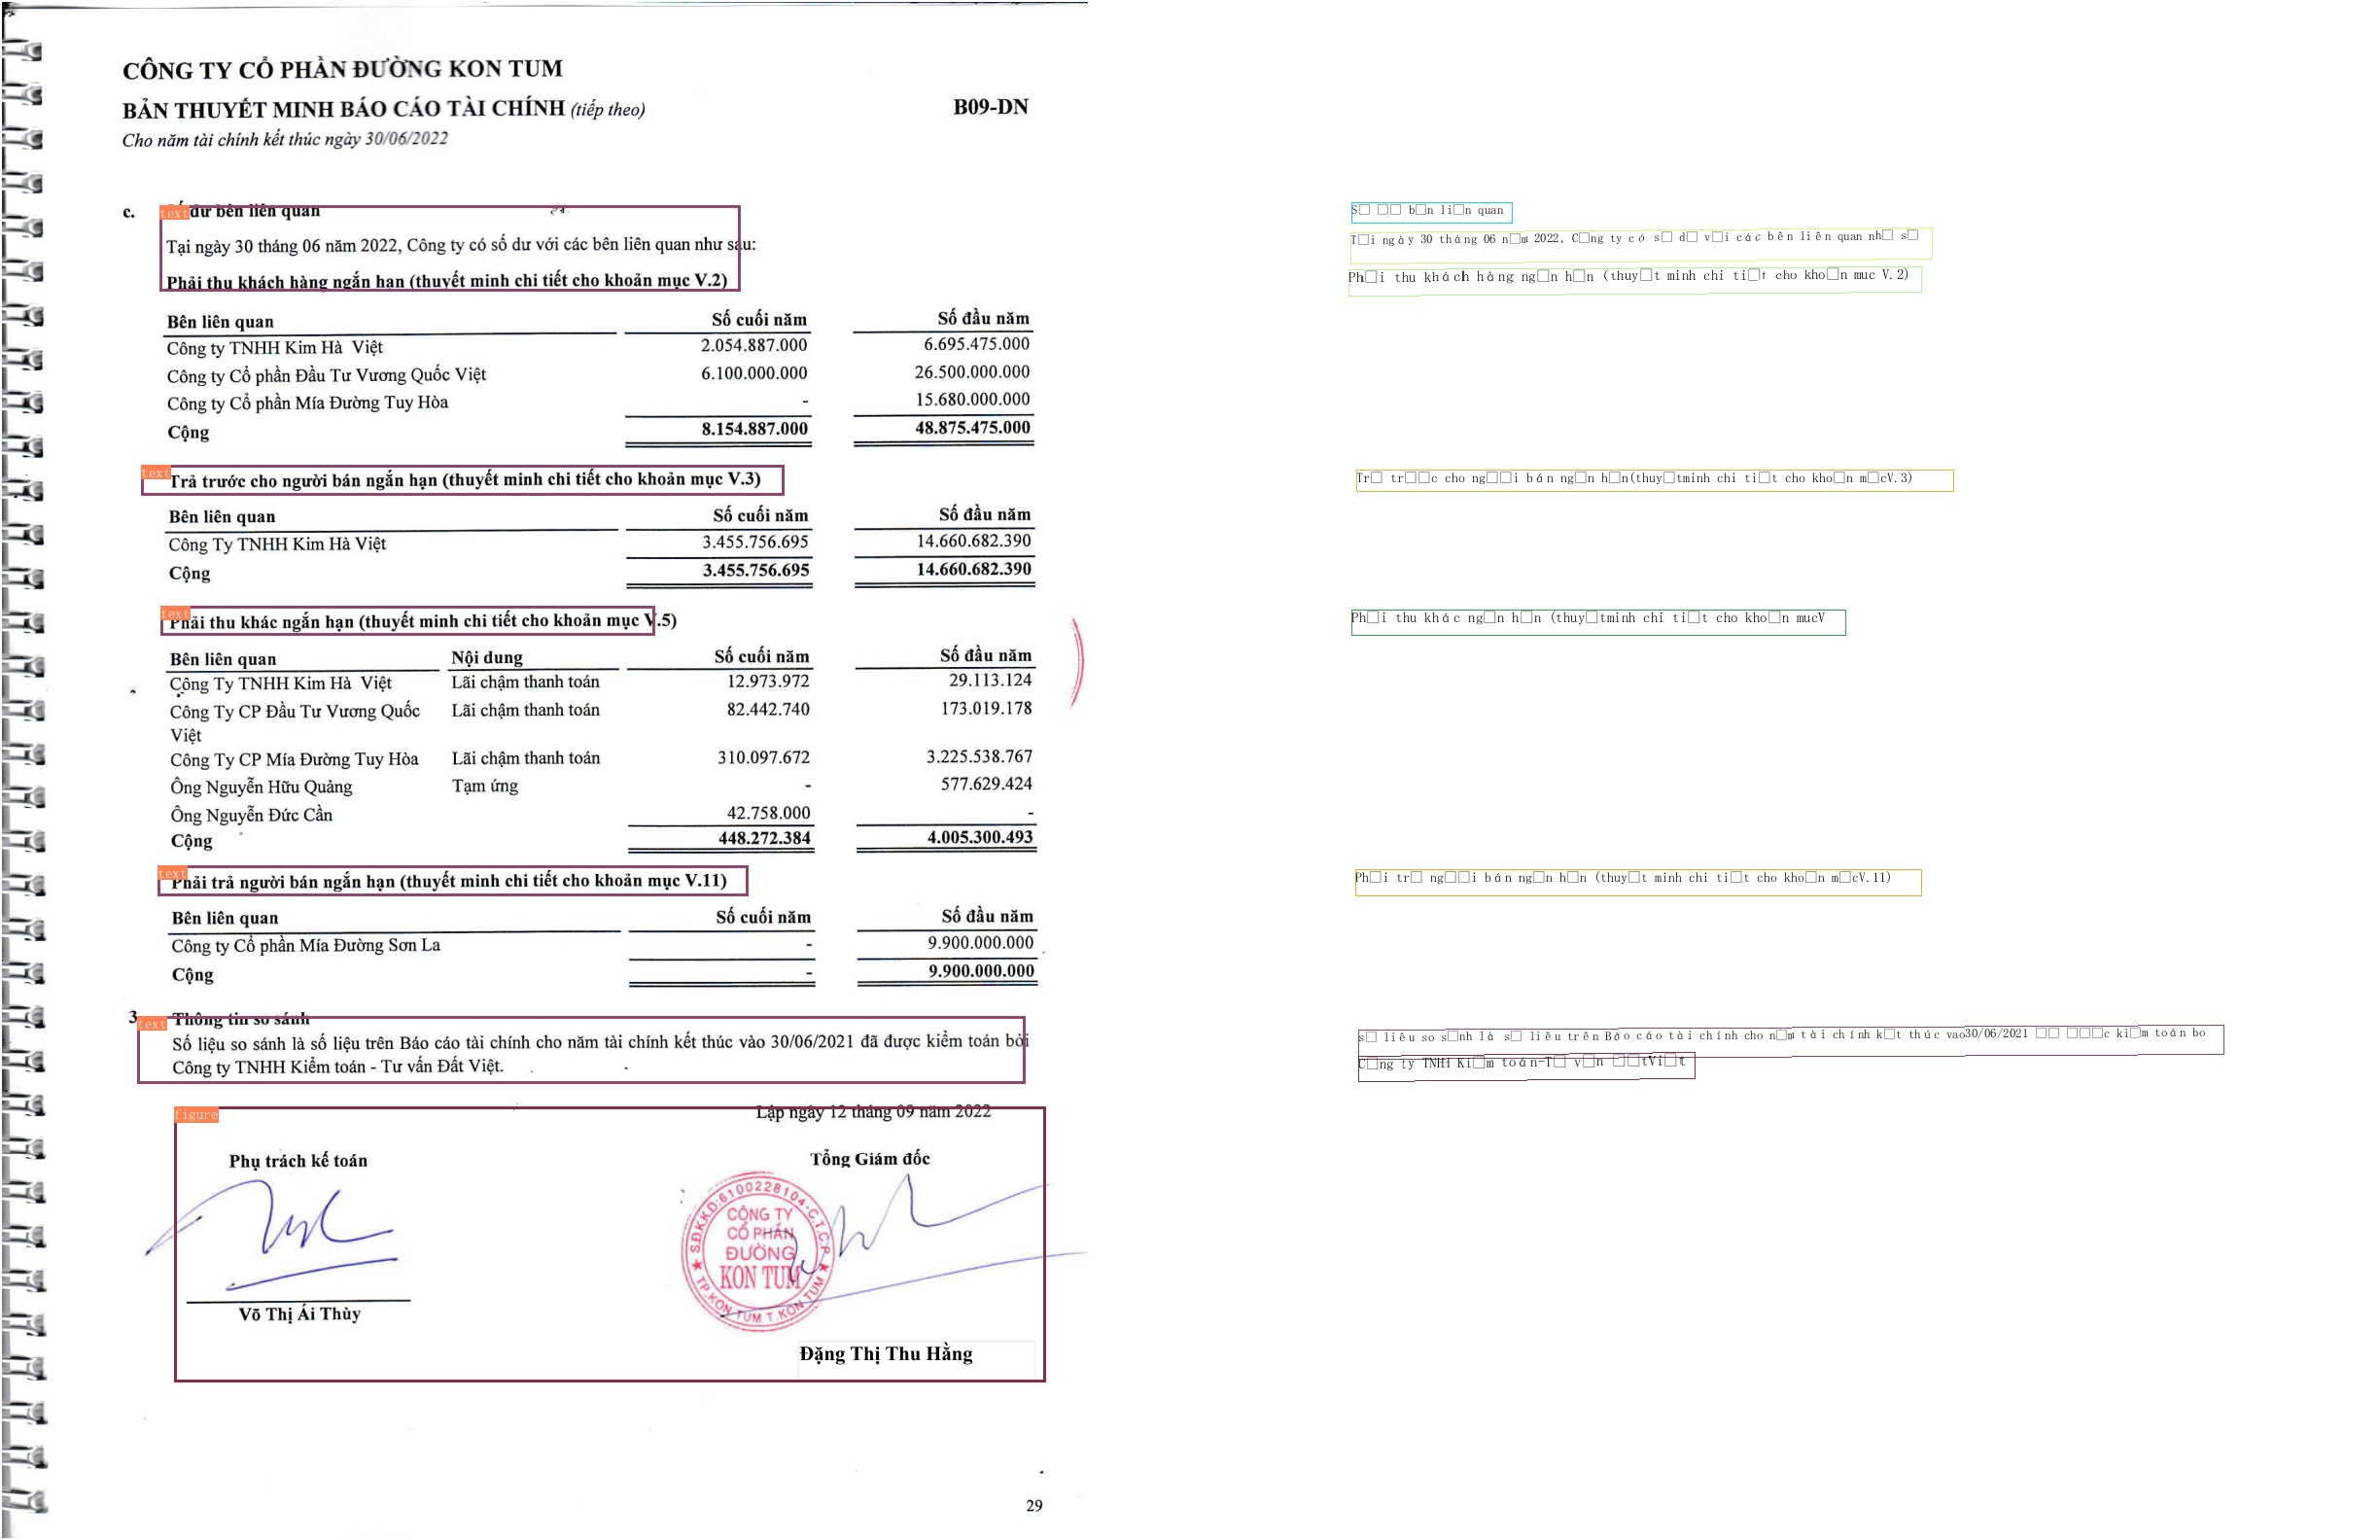 CÔNG TY CỔ PHẦN ĐƯỜNG KON TUM
BẢN THUYẾT MINH BÁO CÁO TÀI CHÍNH (tiếp theo) B09-DN
Cho năm tài chính kết thúc ngày 30/06/2022
c. text dư bên liên quan
Tại ngày 30 tháng 06 năm 2022, Công ty có số dư với các bên liên quan như sau:
Phải thu khách hàng ngắn hạn (thuyết minh chi tiết cho khoản mục V.2)
Bên liên quan Số cuối năm Số đầu năm
Công ty TNHH Kim Hà Việt 2.054.887.000 6.695.475.000
Công ty Cổ phần Đầu Tư Vương Quốc Việt 6.100.000.000 26.500.000.000
Công ty Cổ phần Mía Đường Tuy Hòa - 15.680.000.000
Cộng 8.154.887.000 48.875.475.000
text
Trả trước cho người bán ngắn hạn (thuyết minh chi tiết cho khoản mục V.3)
Bên liên quan Số cuối năm Số đầu năm
Công Ty TNHH Kim Hà Việt 3.455.756.695 14.660.682.390
Cộng 3.455.756.695 14.660.682.390
text
Phải thu khác ngắn hạn (thuyết minh chi tiết cho khoản mục V.5)
Bên liên quan Nội dung Số cuối năm Số đầu năm
Công Ty TNHH Kim Hà Việt Lãi chậm thanh toán 12.973.972 29.113.124
Công Ty CP Đầu Tư Vương Quốc Lãi chậm thanh toán 82.442.740 173.019.178
Việt
Công Ty CP Mía Đường Tuy Hòa Lãi chậm thanh toán 310.097.672 3.225.538.767
Ông Nguyễn Hữu Quảng Tạm ứng - 577.629.424
Ông Nguyễn Đức Cần 42.758.000 -
Cộng 448.272.384 4.005.300.493
text
Phải trả người bán ngắn hạn (thuyết minh chi tiết cho khoản mục V.11)
Bên liên quan Số cuối năm Số đầu năm
Công ty Cổ phần Mía Đường Sơn La - 9.900.000.000
Cộng - 9.900.000.000
3 Thông tin so sánh
text
Số liệu so sánh là số liệu trên Báo cáo tài chính cho năm tài chính kết thúc vào 30/06/2021 đã được kiểm toán bởi
Công ty TNHH Kiểm toán - Tư vấn Đất Việt.
figure
Lập ngày 12 tháng 09 năm 2022
Phụ trách kế toán Tổng Giám đốc
SĐKKD:6100228104-C.T.C.P
CÔNG TY
CỔ PHẦN
ĐƯỜNG
KON TUM
TP.KON TUM T.KON TUM
Võ Thị Ái Thùy
Đặng Thị Thu Hằng
29
S□ □□ b□n li□n quan
T□i ngày 30 tháng 06 n□m 2022, C□ng ty có s□ d□ v□i các bên liên quan nh□ s□
Ph□i thu khách hàng ng□n h□n (thuy□t minh chi ti□t cho kho□n muc V.2)
Tr□ tr□□c cho ng□□i bán ng□n h□n(thuy□tminh chi ti□t cho kho□n m□cV.3)
Ph□i thu khác ng□n h□n (thuy□tminh chi ti□t cho kho□n mucV
Ph□i tr□ ng□□i bán ng□n h□n (thuy□t minh chi ti□t cho kho□n m□cV.11)
s□ liêu so s□nh là s□ liêu trên Báo cáo tài chính cho n□m tài chính k□t thúc vao30/06/2021 □□ □□□c ki□m toán bo
C□ng ty TNHH Ki□m toán-T□ v□n □□tVi□t